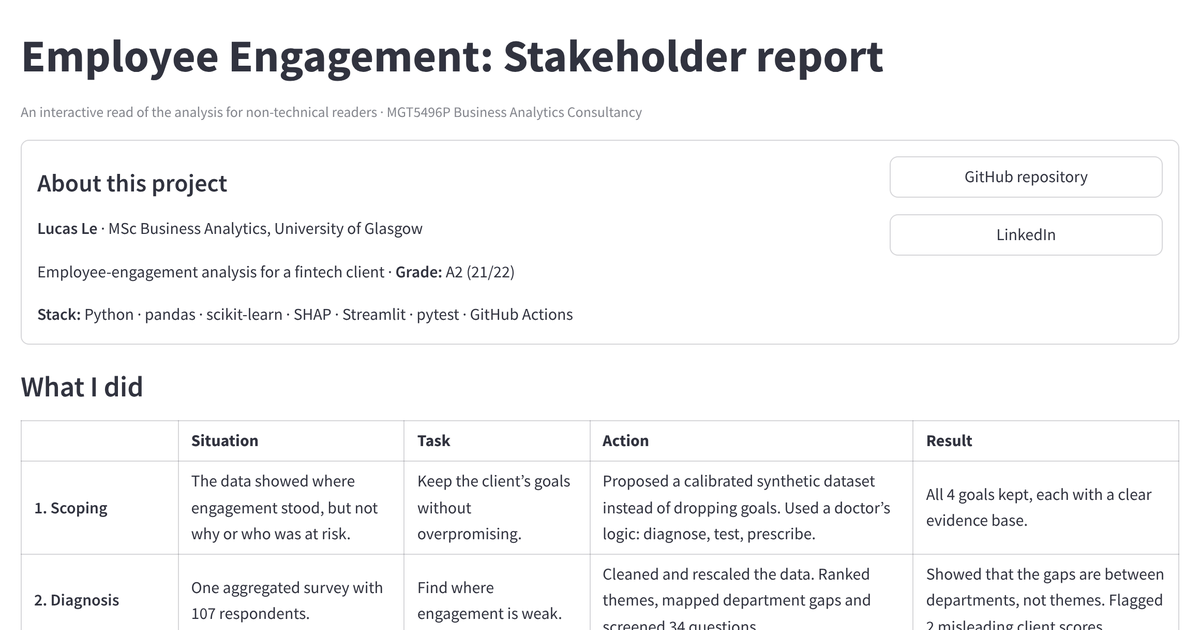 Employee Engagement: Stakeholder report
An interactive read of the analysis for non-technical readers · MGT5496P Business Analytics Consultancy
About this project
GitHub repository
Lucas Le · MSc Business Analytics, University of Glasgow
LinkedIn
Employee-engagement analysis for a fintech client · Grade: A2 (21/22)
Stack: Python · pandas · scikit-learn · SHAP · Streamlit · pytest · GitHub Actions
What I did
Situation
Task
Action
Result
1. Scoping
The data showed where
engagement stood, but not
why or who was at risk.
Keep the client’s goals
without
overpromising.
Proposed a calibrated synthetic dataset
instead of dropping goals. Used a doctor’s
logic: diagnose, test, prescribe.
All 4 goals kept, each with a clear
evidence base.
2. Diagnosis
One aggregated survey with
107 respondents.
Find where
engagement is weak.
Cleaned and rescaled the data. Ranked
themes, mapped department gaps and
screened 34 questions.
Showed that the gaps are between
departments, not themes. Flagged
2 misleading client scores.